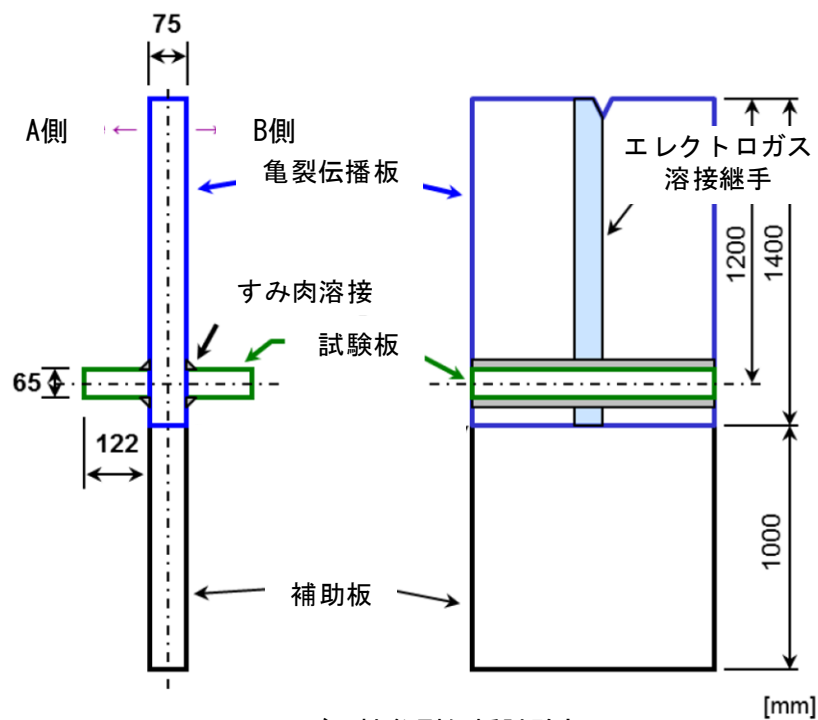 75
A側
B側
亀裂伝播板
エレクトロガス
溶接継手
すみ肉溶接
試験板
65
122
1200
1400
補助板
1000
[mm]